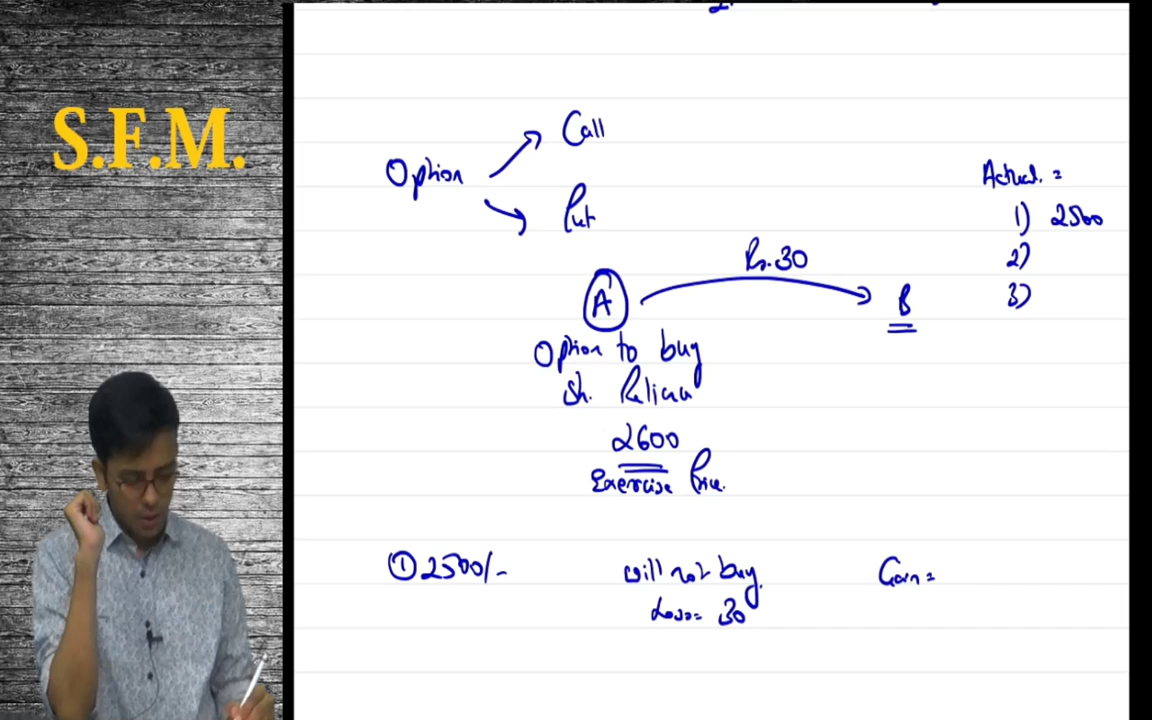 S.F.M.
Call
Option
Put
Actual. =
1) 2500
2)
3)
Rs.30
A
B
Option to buy
Sh. Reliance
2600
Exercise Price.
① 2500/-
will not buy.
Loss= 30
Gain =